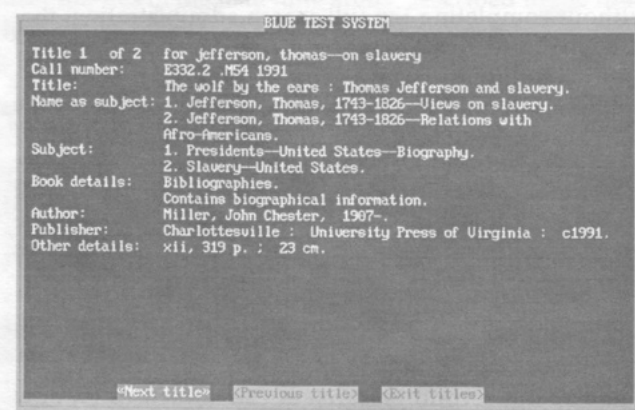 BLUE TEST SYSTEM
Title 1 of 2 for jefferson, thomas—on slavery
Call number: E332.2 .M54 1991
Title: The wolf by the ears : Thomas Jefferson and slavery.
Name as subject: 1. Jefferson, Thomas, 1743-1826—Views on slavery.
2. Jefferson, Thomas, 1743-1826—Relations with
Afro-Americans.
Subject: 1. Presidents—United States—Biography.
2. Slavery—United States.
Book details: Bibliographies.
Contains biographical information.
Author: Miller, John Chester, 1907-.
Publisher: Charlottesville : University Press of Virginia : c1991.
Other details: xii, 319 p. ; 23 cm.
«Next title» <Previous title> <Exit titles>